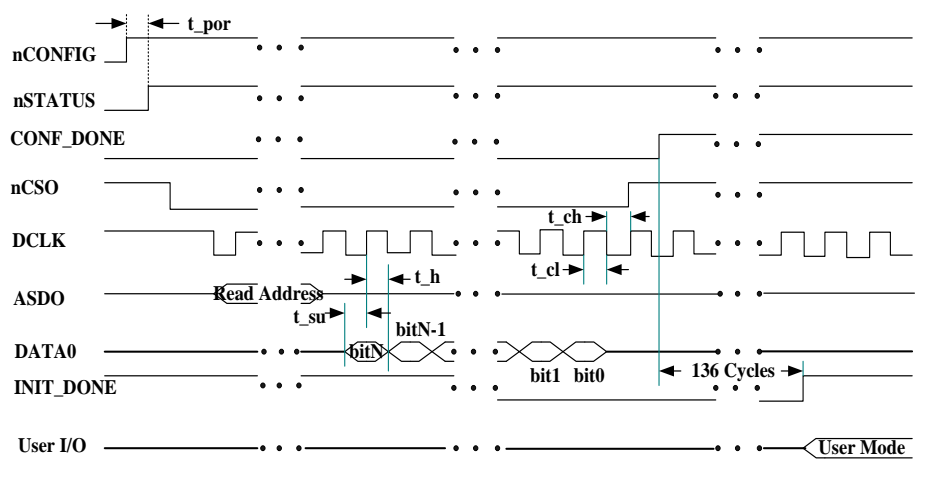 t_por
nCONFIG
nSTATUS
CONF_DONE
nCSO
t_ch
DCLK
t_cl
t_h
Read Address
ASDO
t_su
bitN-1
DATA0
bitN
bit1 bit0
136 Cycles
INIT_DONE
User I/O
User Mode